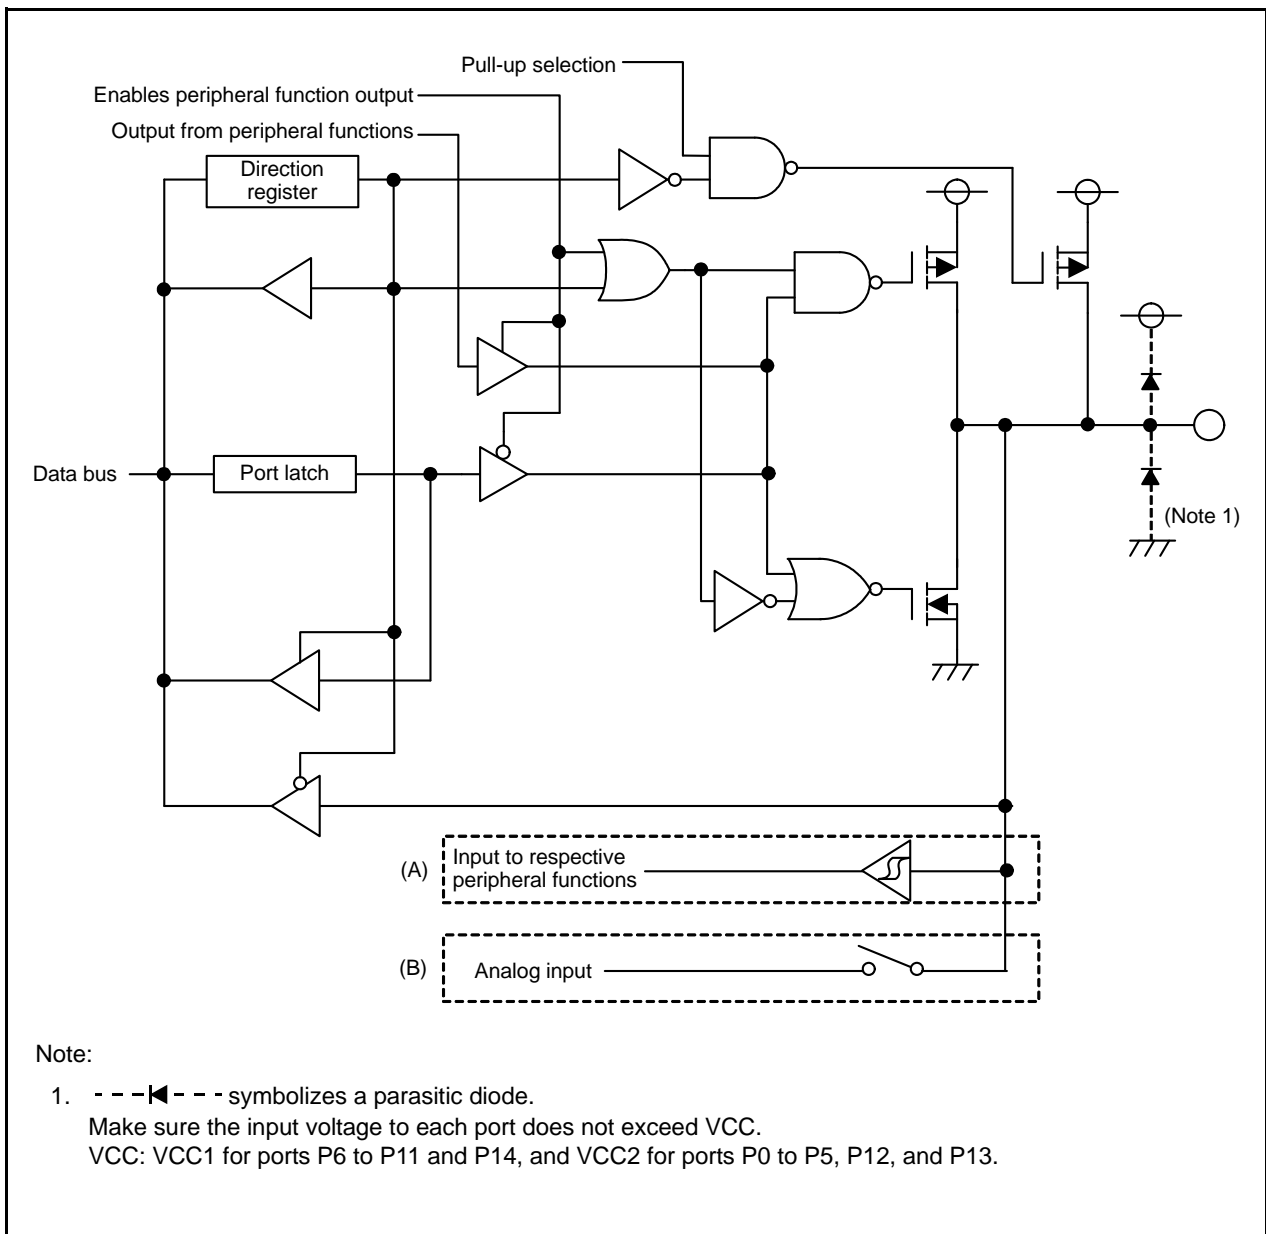 Pull-up selection
Enables peripheral function output
Output from peripheral functions
Direction
register
Data bus
Port latch
(Note 1)
(A)
Input to respective
peripheral functions
(B)
Analog input
Note:
1. symbolizes a parasitic diode.
Make sure the input voltage to each port does not exceed VCC.
VCC: VCC1 for ports P6 to P11 and P14, and VCC2 for ports P0 to P5, P12, and P13.